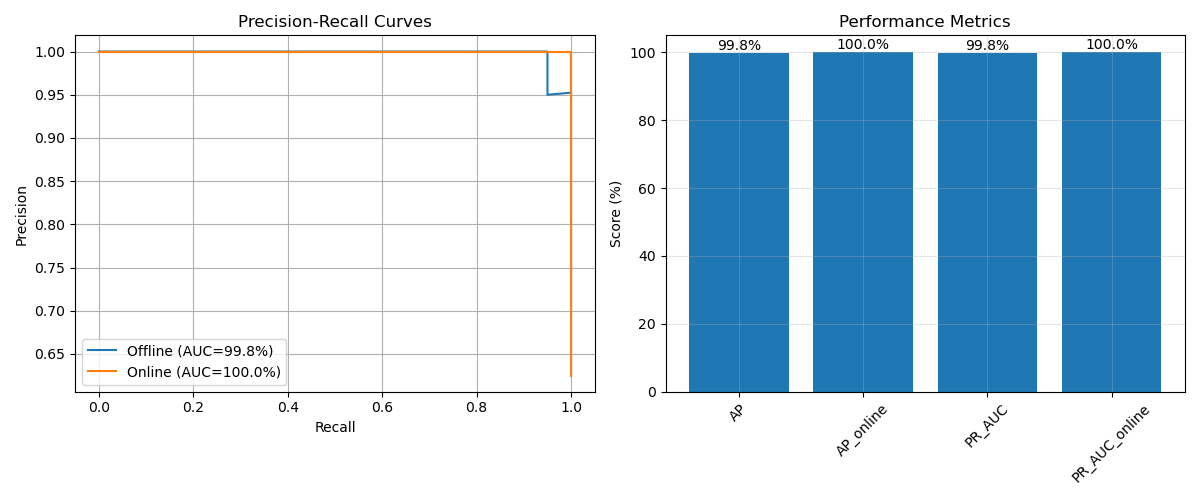 Precision-Recall Curves
1.00
0.95
0.90
0.85
0.80
0.75
0.70
0.65
Precision
Offline (AUC=99.8%)
Online (AUC=100.0%)
0.0 0.2 0.4 0.6 0.8 1.0
Recall
Performance Metrics
99.8% 100.0% 99.8% 100.0%
100
80
60
40
20
0
Score (%)
AP AP_online PR_AUC PR_AUC_online